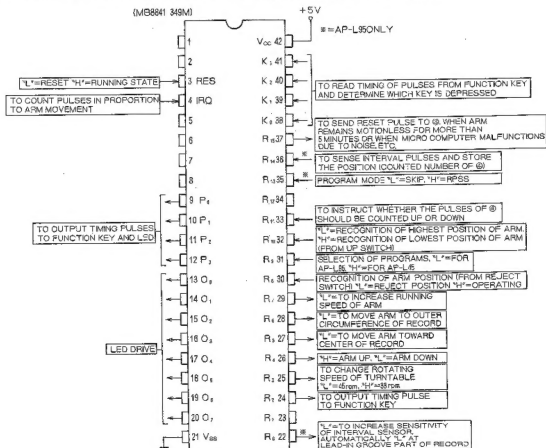 (MB8841 349M)
+5V
※=AP-L95ONLY
1
2
"L"=RESET "H"=RUNNING STATE
3 RES
TO COUNT PULSES IN PROPORTION
TO ARM MOVEMENT
4 IRQ
5
6
7
8
9 P₀
10 P₁
TO OUTPUT TIMING PULSES
TO FUNCTION KEY AND LED
11 P₂
12 P₃
13 O₀
14 O₁
15 O₂
16 O₃
LED DRIVE
17 O₄
18 O₅
19 O₆
20 O₇
21 Vss
Vcc 42
K₃ 41
K₂ 40
K₁ 39
K₀ 38
TO READ TIMING OF PULSES FROM FUNCTION KEY
AND DETERMINE WHICH KEY IS DEPRESSED
R₁₅ 37
TO SEND RESET PULSE TO ③, WHEN ARM
REMAINS MOTIONLESS FOR MORE THAN
5 MINUTES OR WHEN MICRO COMPUTER MALFUNCTIONS
DUE TO NOISE, ETC.
R₁₄ 36
※
TO SENSE INTERVAL PULSES AND STORE
THE POSITION (COUNTED NUMBER OF ④)
R₁₃ 35
※
PROGRAM MODE "L"=SKIP, "H"=RPSS
R₁₂ 34
R₁₁ 33
TO INSTRUCT WHETHER THE PULSES OF ④
SHOULD BE COUNTED UP OR DOWN
R₁₀ 32
"L"=RECOGNITION OF HIGHEST POSITION OF ARM.
"H"=RECOGNITION OF LOWEST POSITION OF ARM
(FROM UP SWITCH)
R₉ 31
SELECTION OF PROGRAMS, "L"=FOR
AP-L95, "H"=FOR AP-L45
R₈ 30
RECOGNITION OF ARM POSITION (FROM REJECT
SWITCH) "L"=REJECT POSITION "H"=OPERATING
R₇ 29
"L"=TO INCREASE RUNNING
SPEED OF ARM
R₆ 28
"L"=TO MOVE ARM TO OUTER
CIRCUMFERENCE OF RECORD
R₅ 27
"L"=TO MOVE ARM TOWARD
CENTER OF RECORD
R₄ 26
"H"=ARM UP, "L"=ARM DOWN
R₃ 25
TO CHANGE ROTATING
SPEED OF TURNTABLE
"L"=45rpm, "H"=33rpm
R₂ 24
TO OUTPUT TIMING PULSE
TO FUNCTION KEY
R₁ 23
R₀ 22
※
"L"=TO INCREASE SENSITIVITY
OF INTERVAL SENSOR.
AUTOMATICALLY "L" AT
LEAD-IN GROOVE PART OF RECORD